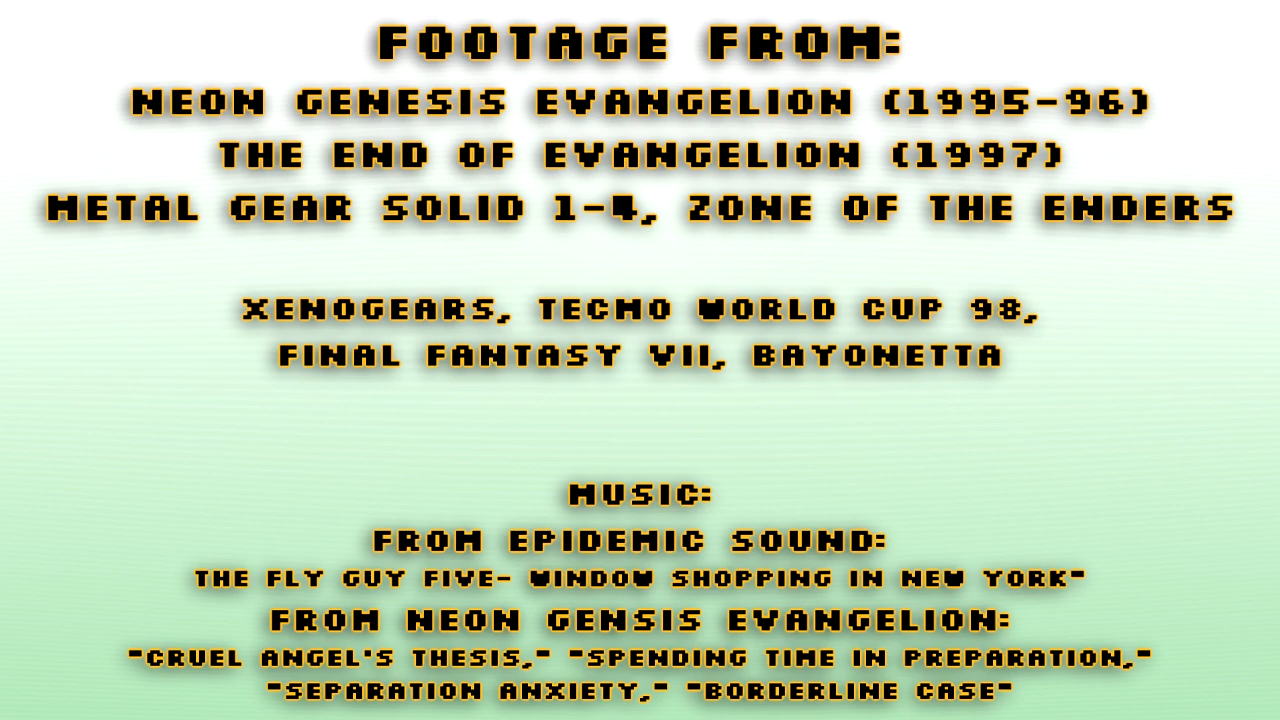 FOOTAGE FROM:
NEON GENESIS EVANGELION (1995-96)
THE END OF EVANGELION (1997)
METAL GEAR SOLID 1-4, ZONE OF THE ENDERS
XENOGEARS, TECMO WORLD CUP 98,
FINAL FANTASY VII, BAYONETTA
MUSIC:
FROM EPIDEMIC SOUND:
THE FLY GUY FIVE- WINDOW SHOPPING IN NEW YORK"
FROM NEON GENSIS EVANGELION:
"CRUEL ANGEL'S THESIS," "SPENDING TIME IN PREPARATION,"
"SEPARATION ANXIETY," "BORDERLINE CASE"